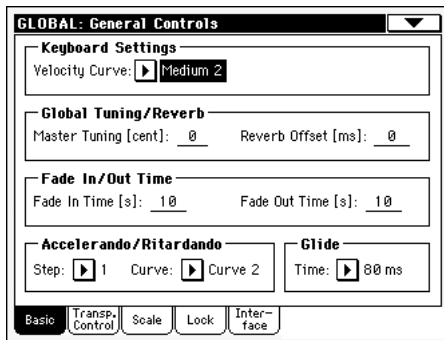 GLOBAL: General Controls
Keyboard Settings
Velocity Curve: Medium 2
Global Tuning/Reverb
Master Tuning [cent]: 0 Reverb Offset [ms]: 0
Fade In/Out Time
Fade In Time [s]: 10 Fade Out Time [s]: 10
Accelerando/Ritardando Glide
Step: 1 Curve: Curve 2 Time: 80 ms
Basic Transp. Control Scale Lock Inter- face